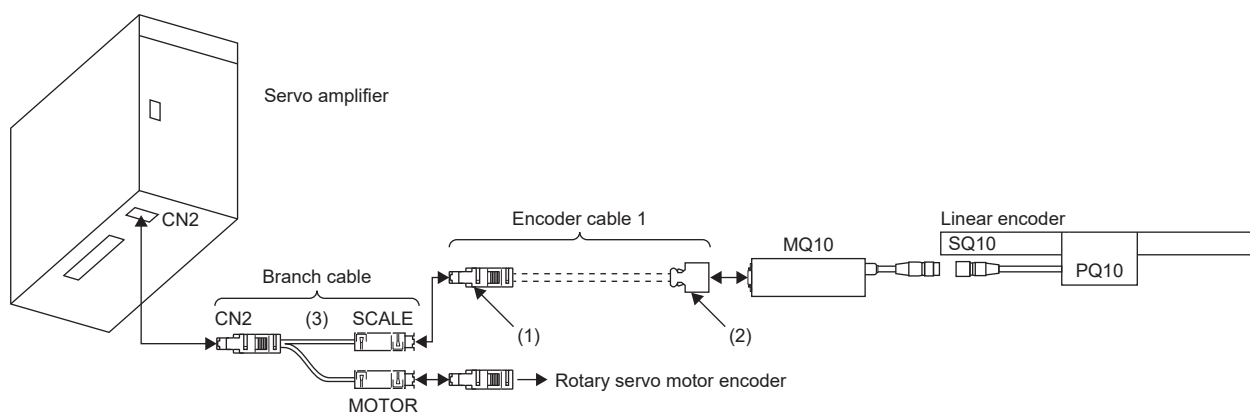 Servo amplifier
CN2
Encoder cable 1
Linear encoder
MQ10
SQ10
PQ10
Branch cable
CN2
(3)
SCALE
(1)
(2)
Rotary servo motor encoder
MOTOR